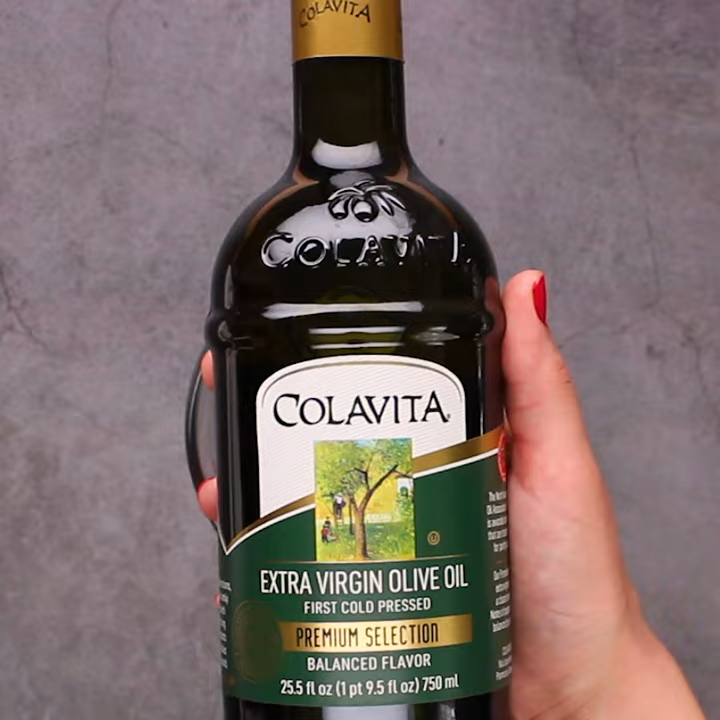 COLAVITA
COLAVITA
COLAVITA®
U
EXTRA VIRGIN OLIVE OIL
FIRST COLD PRESSED
PREMIUM SELECTION
BALANCED FLAVOR
25.5 fl oz (1 pt 9.5 fl oz) 750 ml